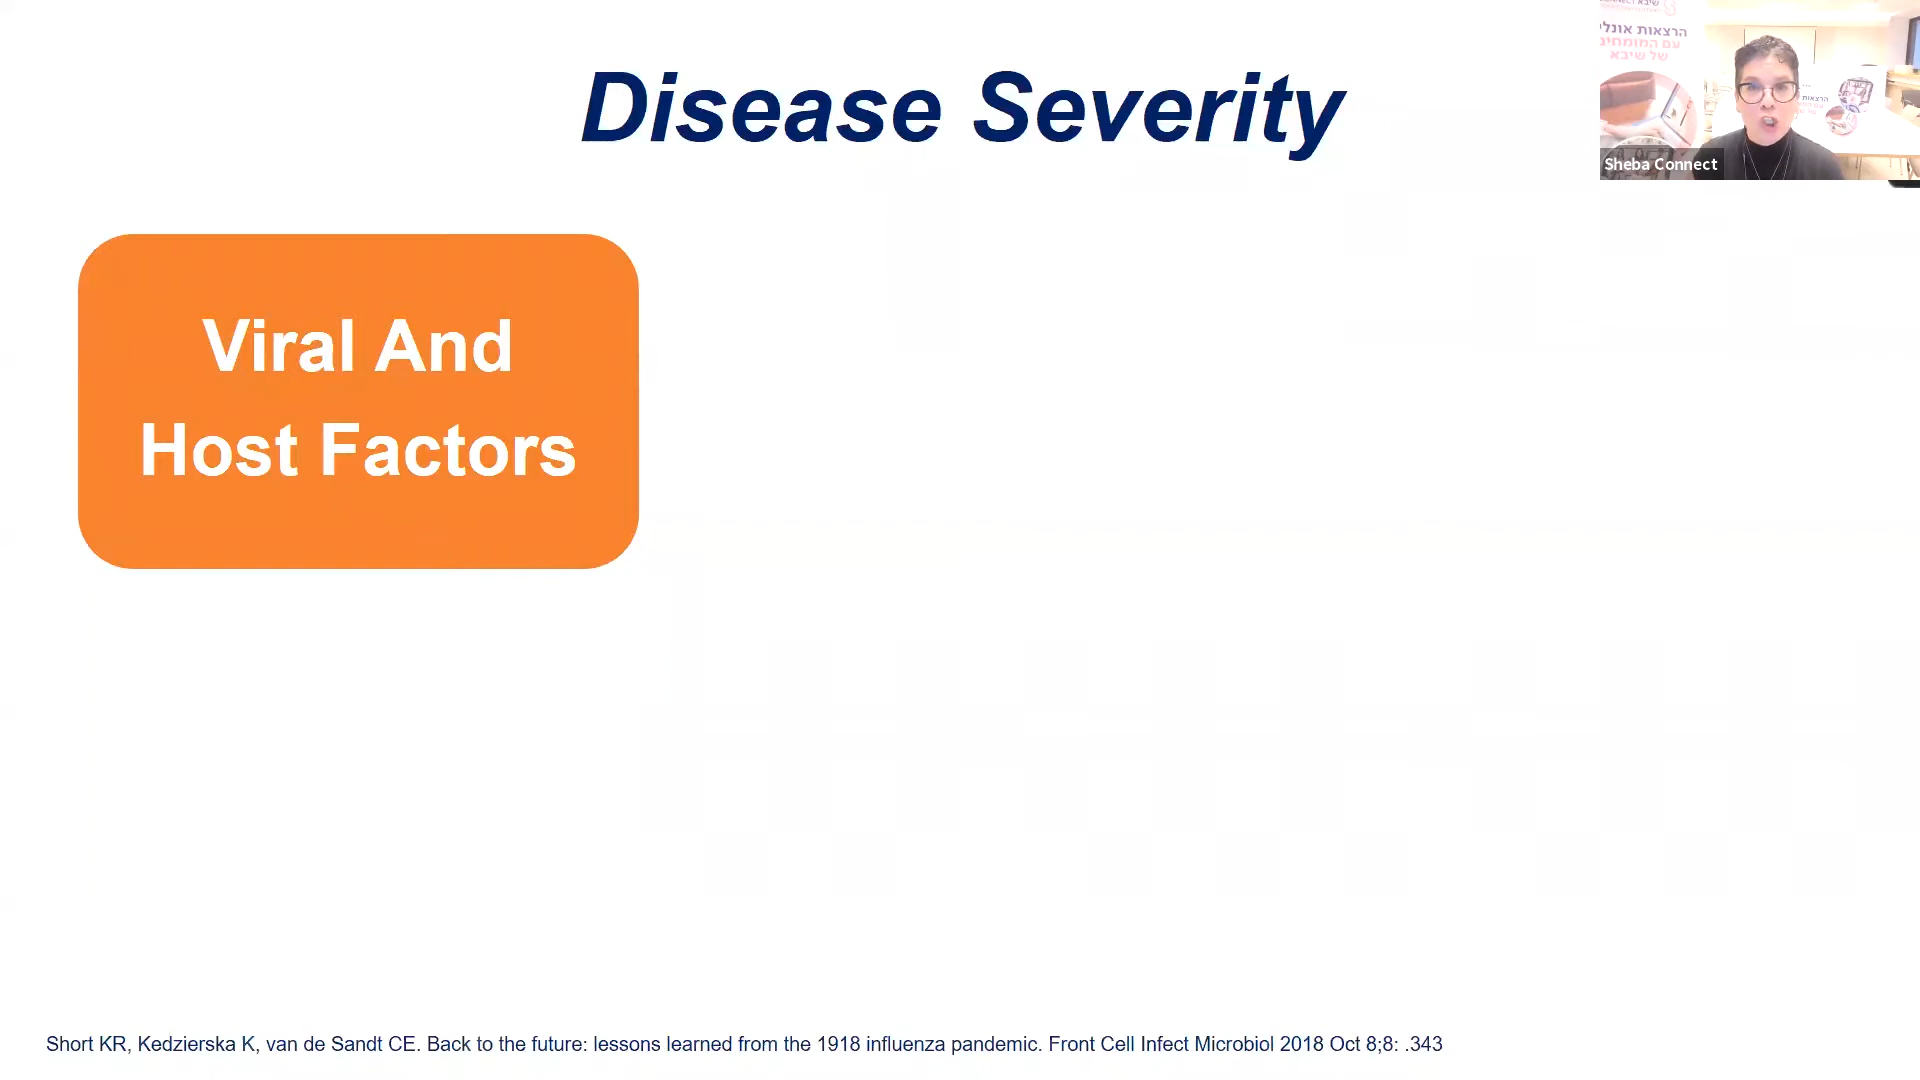 Disease Severity
הרצאות אונלי
עם המומחים
של שיבא
Sheba Connect
Viral And
Host Factors
Short KR, Kedzierska K, van de Sandt CE. Back to the future: lessons learned from the 1918 influenza pandemic. Front Cell Infect Microbiol 2018 Oct 8;8: .343